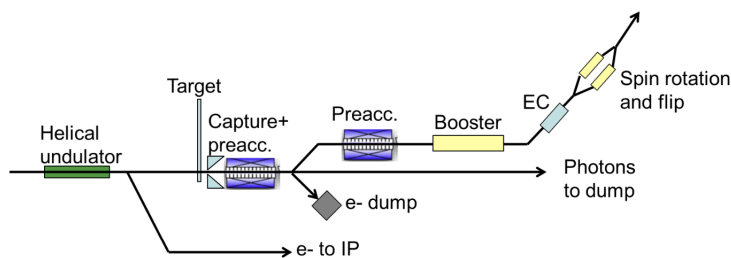 Target
Helical
undulator
Capture+
preacc.
Preacc.
Booster
EC
Spin rotation
and flip
Photons
to dump
e- dump
e- to IP